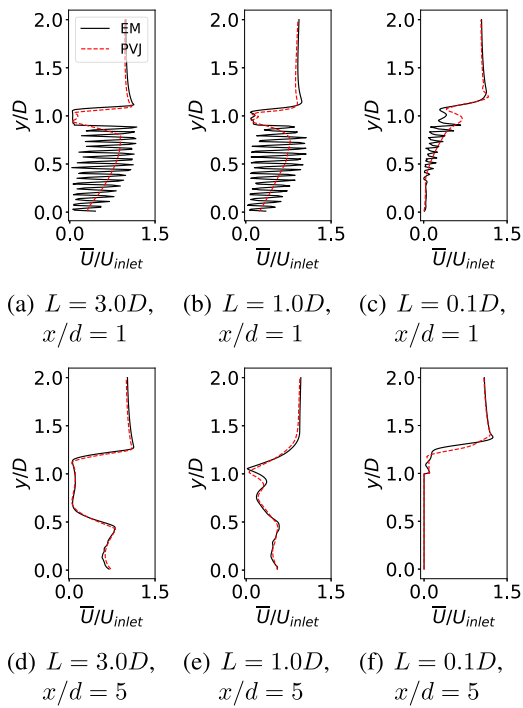 EM
PVJ
2.0
1.5
1.0
0.5
0.0
y/D
0.0 1.5
U̅/U_inlet
2.0
1.5
1.0
0.5
0.0
y/D
0.0 1.5
U̅/U_inlet
2.0
1.5
1.0
0.5
0.0
y/D
0.0 1.5
U̅/U_inlet
(a) L = 3.0D,
x/d = 1
(b) L = 1.0D,
x/d = 1
(c) L = 0.1D,
x/d = 1
2.0
1.5
1.0
0.5
0.0
y/D
0.0 1.5
U̅/U_inlet
2.0
1.5
1.0
0.5
0.0
y/D
0.0 1.5
U̅/U_inlet
2.0
1.5
1.0
0.5
0.0
y/D
0.0 1.5
U̅/U_inlet
(d) L = 3.0D,
x/d = 5
(e) L = 1.0D,
x/d = 5
(f) L = 0.1D,
x/d = 5